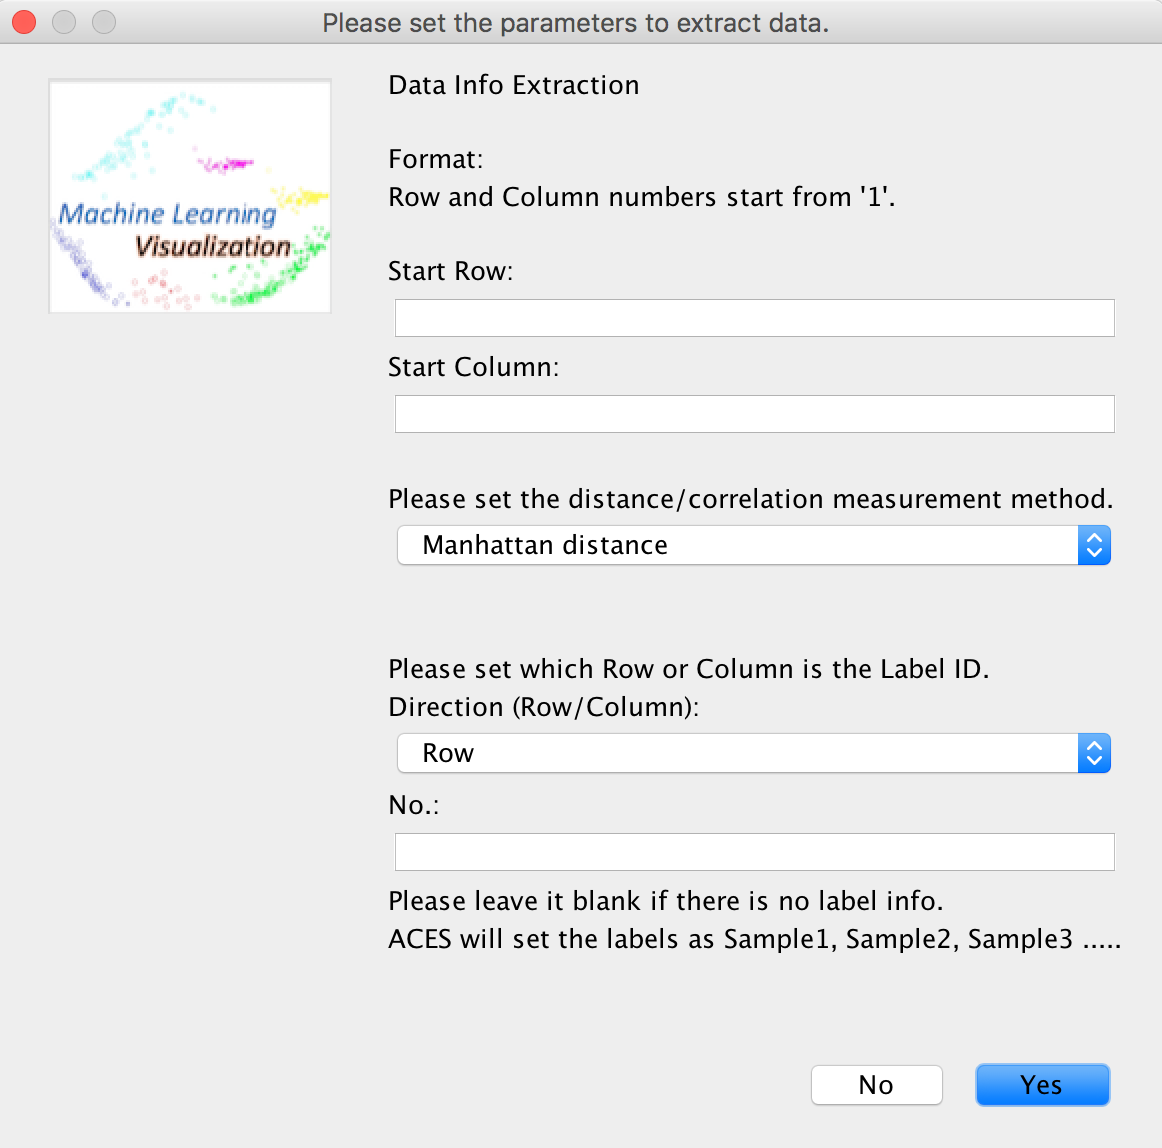 Please set the parameters to extract data.
Machine Learning
Visualization
Data Info Extraction
Format:
Row and Column numbers start from '1'.
Start Row:
Start Column:
Please set the distance/correlation measurement method.
Manhattan distance
Please set which Row or Column is the Label ID.
Direction (Row/Column):
Row
No.:
Please leave it blank if there is no label info.
ACES will set the labels as Sample1, Sample2, Sample3 .....
No
Yes